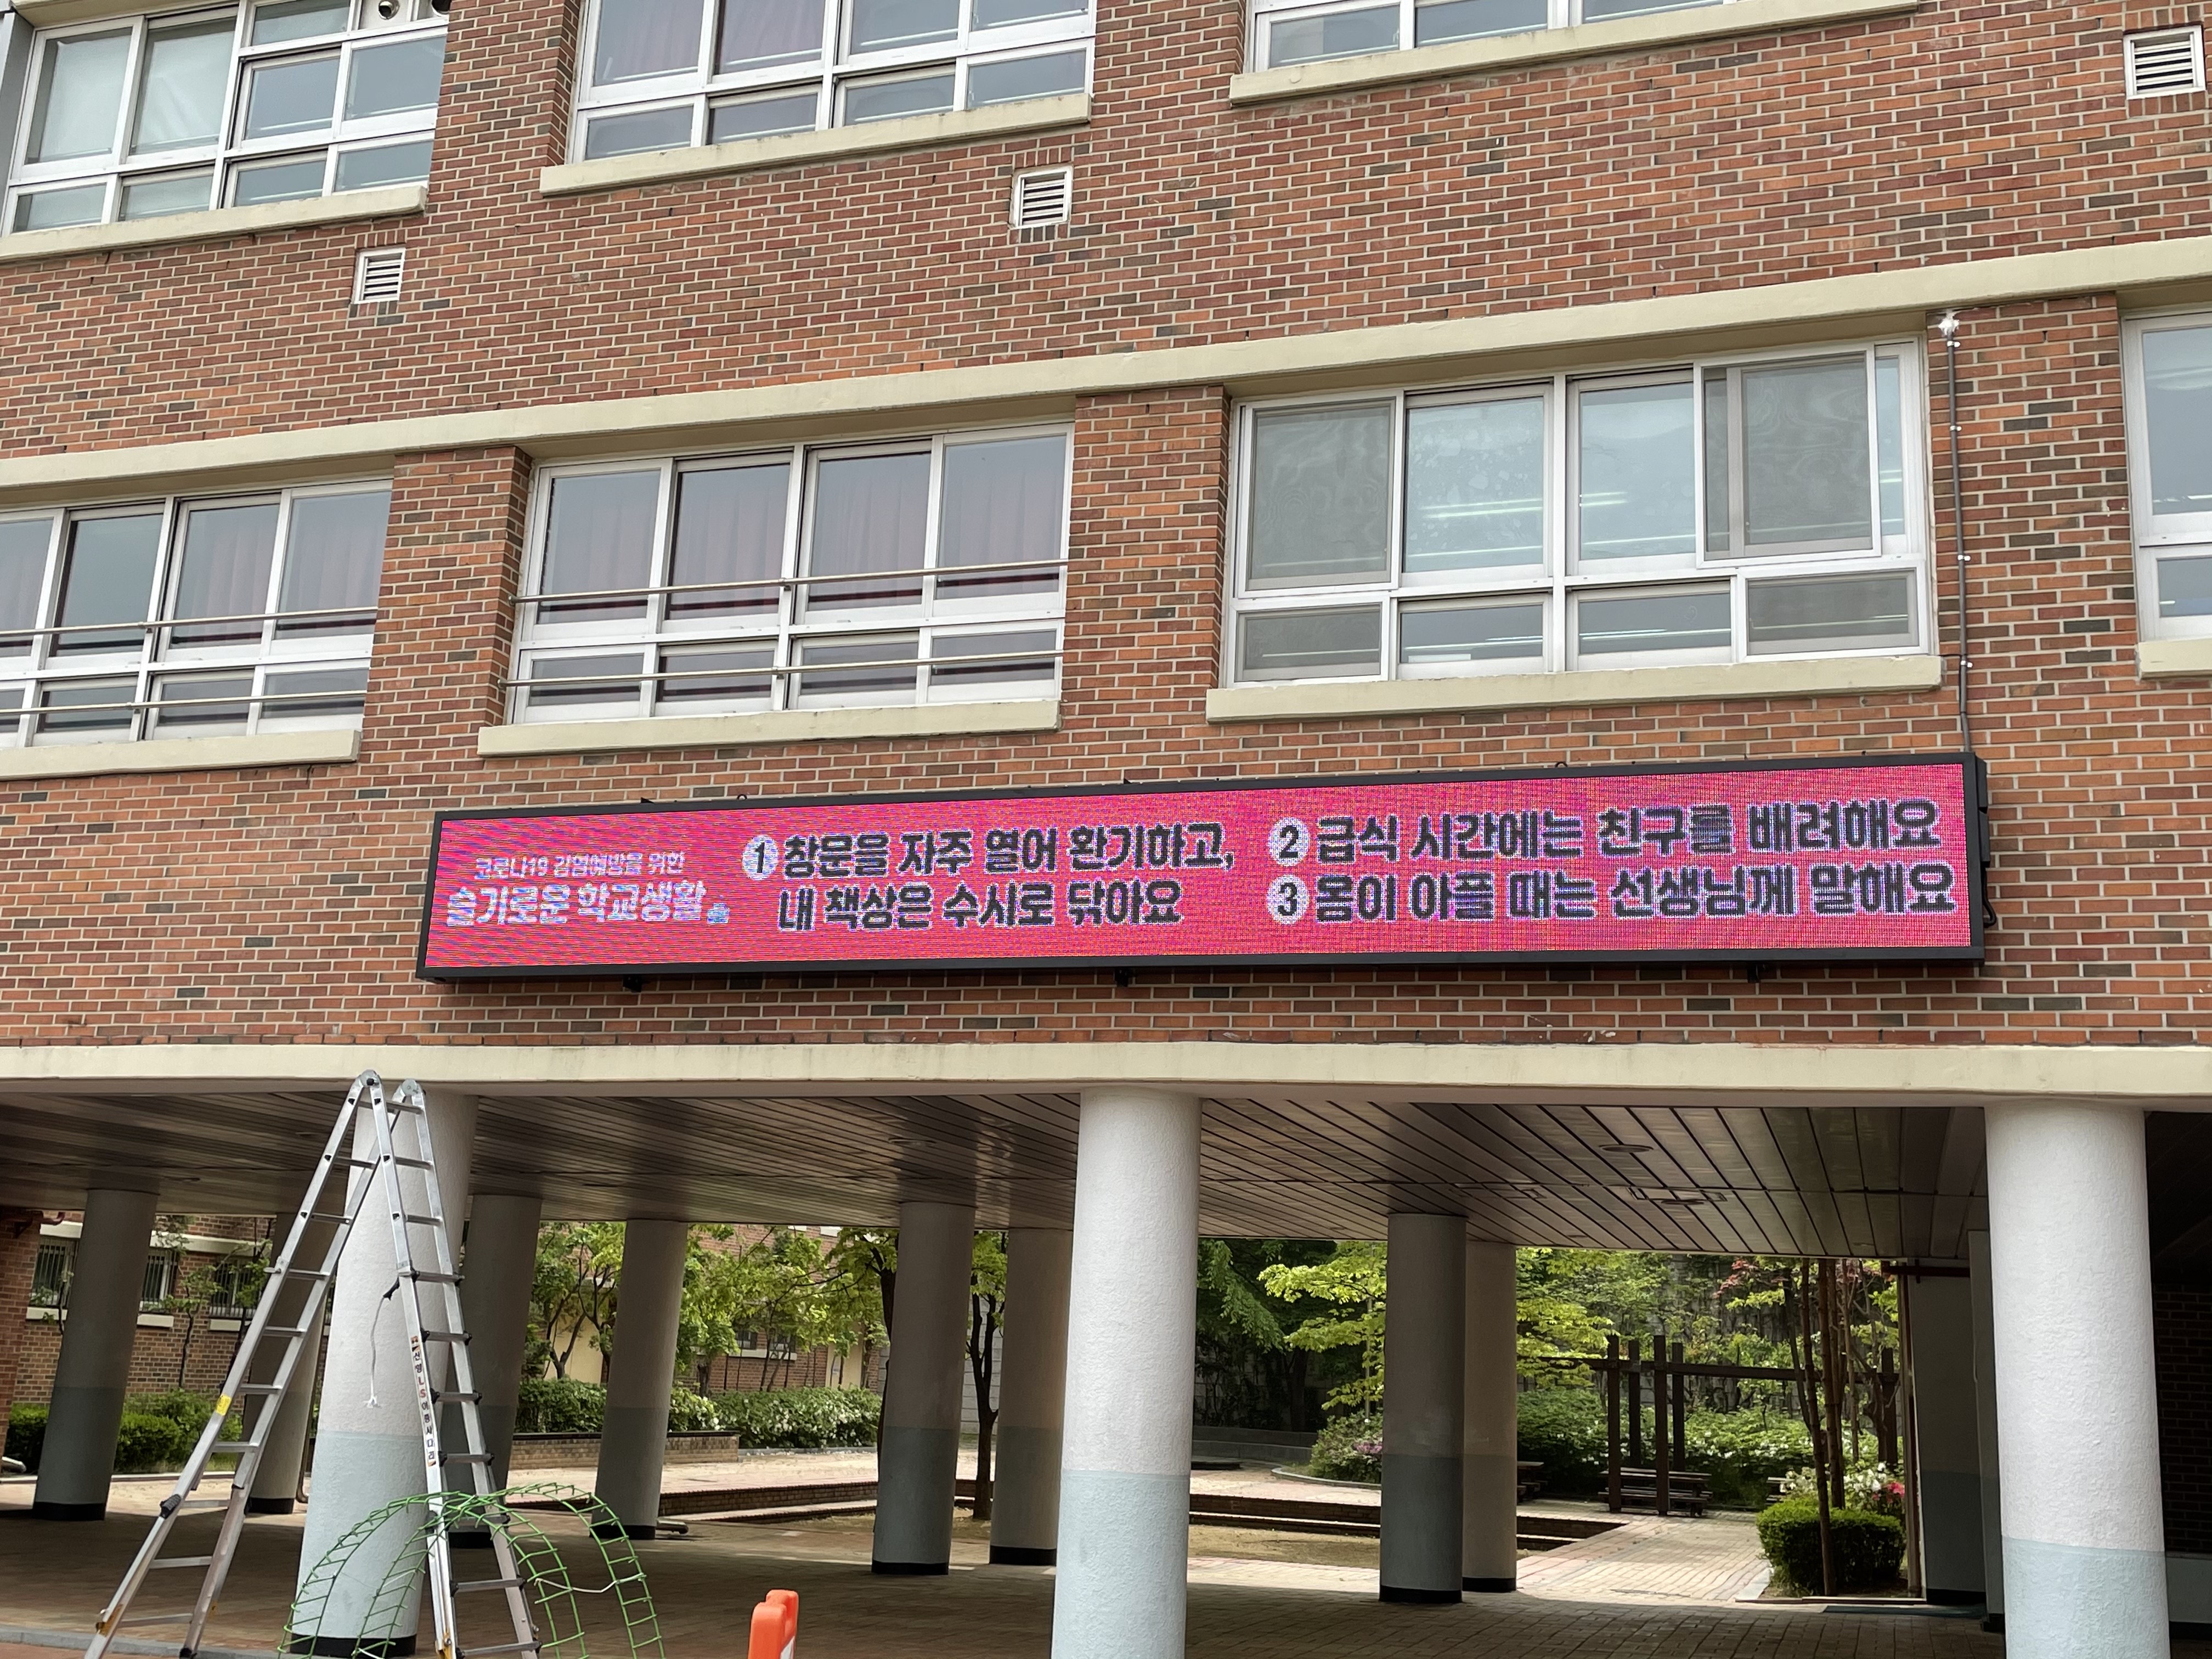 코로나19 감염예방을 위한
슬기로운 학교생활
1 창문을 자주 열어 환기하고,
내 책상은 수시로 닦아요
2 급식 시간에는 친구를 배려해요
3 몸이 아플 때는 선생님께 말해요